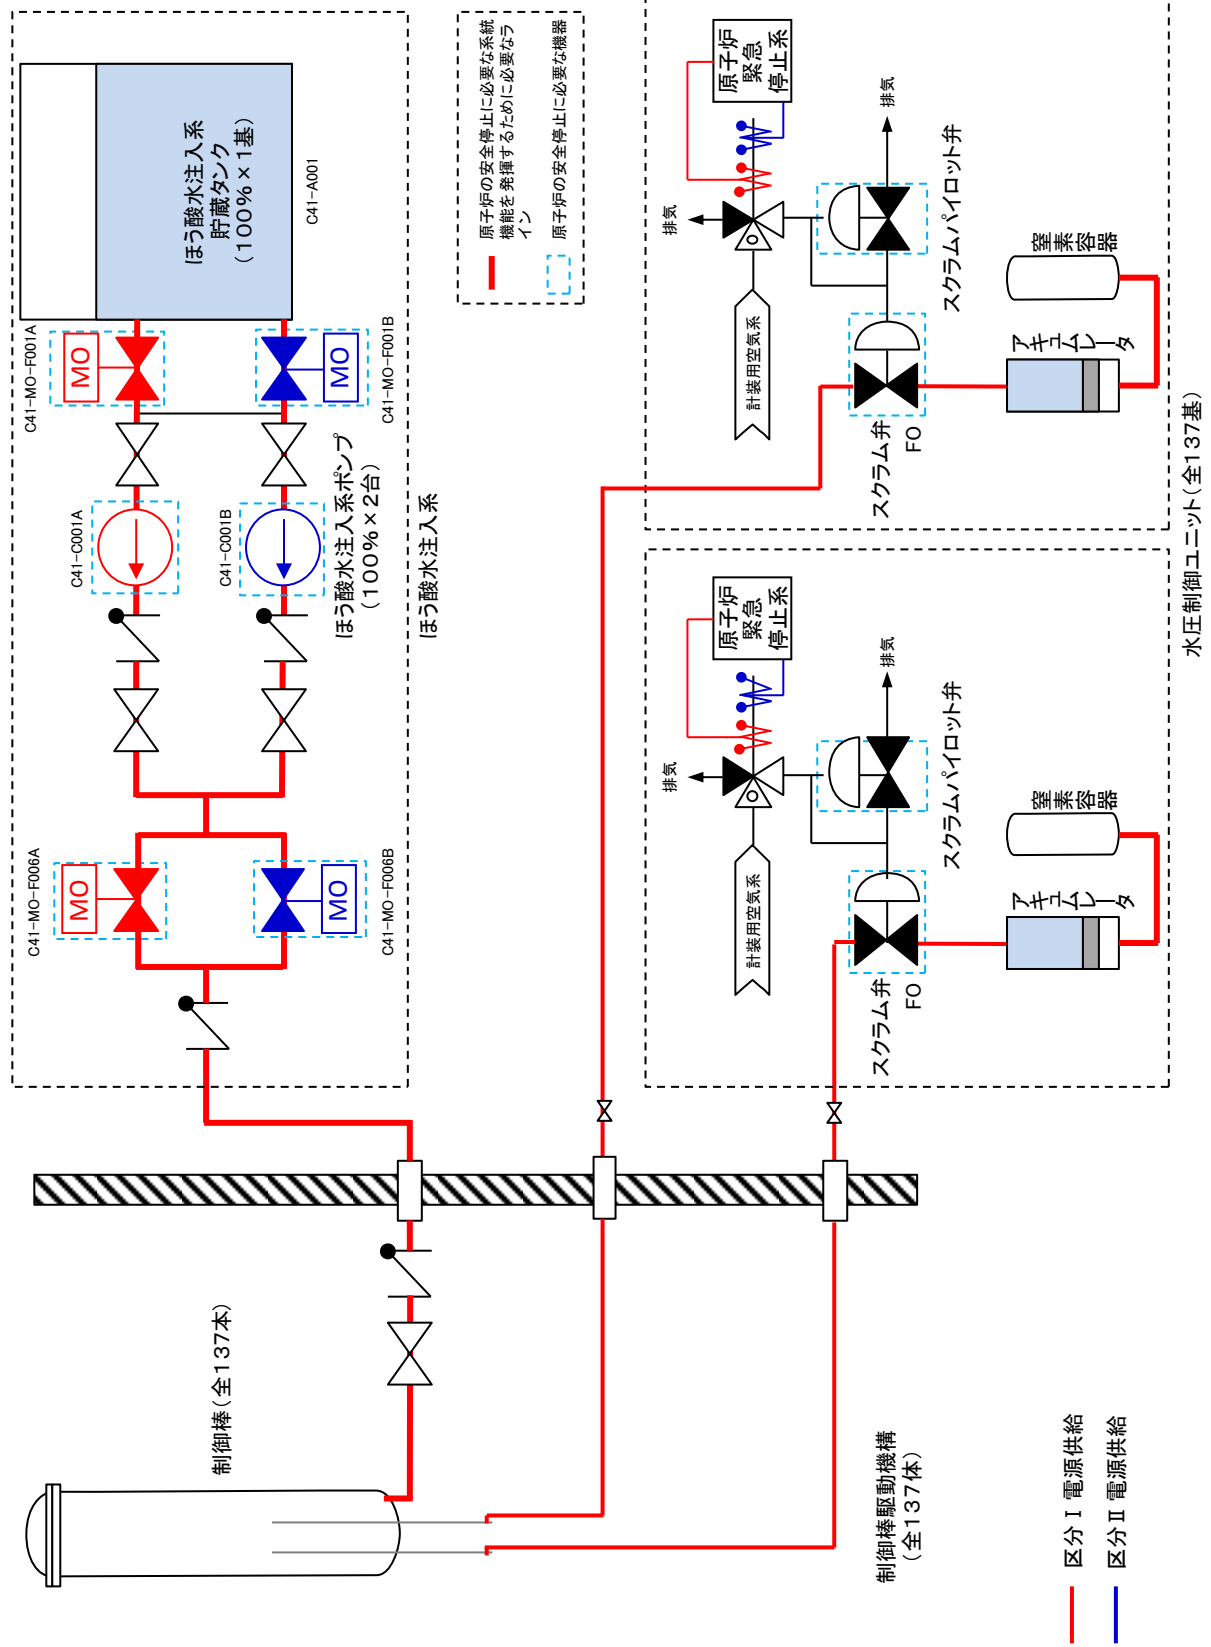 ほう酸水注入系
貯蔵タンク
（１００％×１基）
C41-A001
C41-MO-F001A
MO
MO
C41-MO-F001B
C41-C001A
C41-C001B
ほう酸水注入系ポンプ
（１００％×２台）
C41-MO-F006A
MO
MO
C41-MO-F006B
ほう酸水注入系
原子炉の安全停止に必要な系統
機能を発揮するために必要なラ
イン
原子炉の安全停止に必要な機器
原子炉
緊急
停止系
排気
排気
計装用空気系
スクラムパイロット弁
スクラム弁
FO
アキュムレータ
窒素容器
原子炉
緊急
停止系
排気
排気
計装用空気系
スクラムパイロット弁
スクラム弁
FO
アキュムレータ
窒素容器
水圧制御ユニット（全137基）
制御棒（全137本）
制御棒駆動機構
（全137体）
区分Ⅰ 電源供給
区分Ⅱ 電源供給